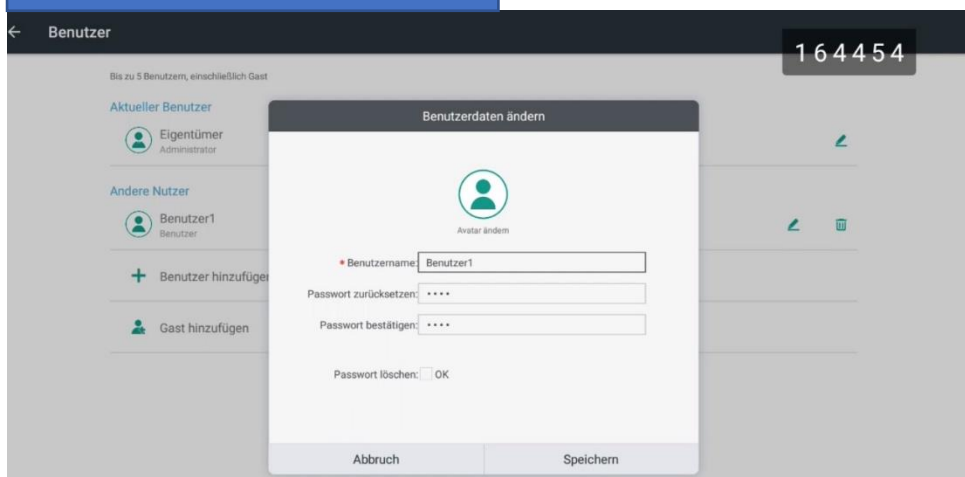 Benutzer
164454
Bis zu 5 Benutzern, einschließlich Gast
Aktueller Benutzer
Eigentümer
Administrator
Andere Nutzer
Benutzer1
Benutzer
Benutzer hinzufügen
Gast hinzufügen
Benutzerdaten ändern
Avatar ändern
* Benutzername: Benutzer1
Passwort zurücksetzen: ····
Passwort bestätigen: ····
Passwort löschen: OK
Abbruch Speichern